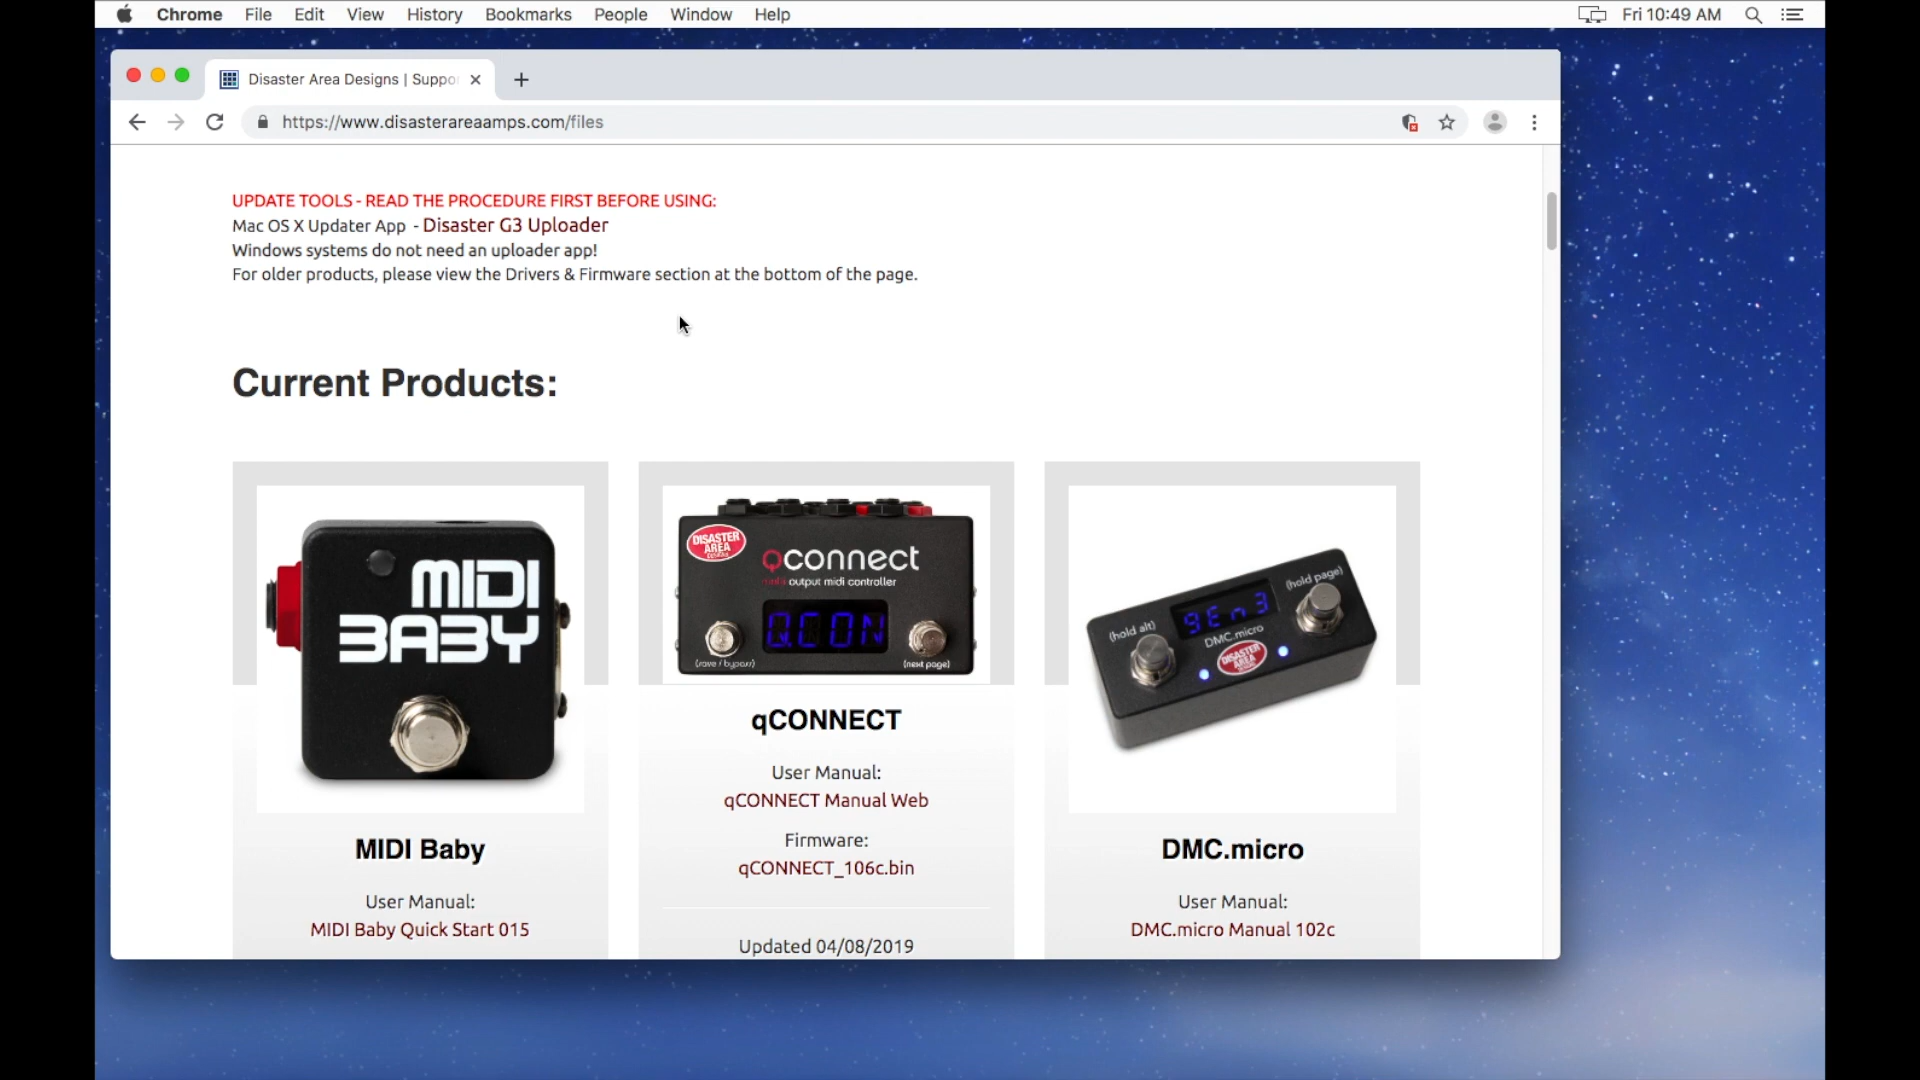 Chrome File Edit View History Bookmarks People Window Help Fri 10:49 AM
Disaster Area Designs | Suppo
https://www.disasterareaamps.com/files
UPDATE TOOLS - READ THE PROCEDURE FIRST BEFORE USING:
Mac OS X Updater App - Disaster G3 Uploader
Windows systems do not need an uploader app!
For older products, please view the Drivers & Firmware section at the bottom of the page.
Current Products:
MIDI
BABY
DISASTER
AREA
DESIGNS
qconnect
multi output midi controller
QCON
(save / bypass)
(next page)
(hold alt)
(hold page)
gEn3
DMC.micro
DISASTER
AREA
MIDI Baby
User Manual:
MIDI Baby Quick Start 015
qCONNECT
User Manual:
qCONNECT Manual Web
Firmware:
qCONNECT_106c.bin
Updated 04/08/2019
DMC.micro
User Manual:
DMC.micro Manual 102c